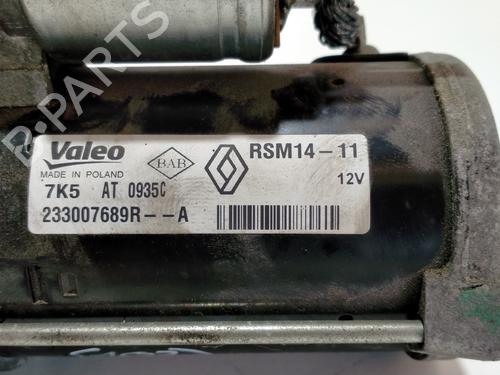 B-PARTS
Valeo
BAB
RSM14-11
MADE IN POLAND
12V
7K5 AT 0935C
233007689R--A